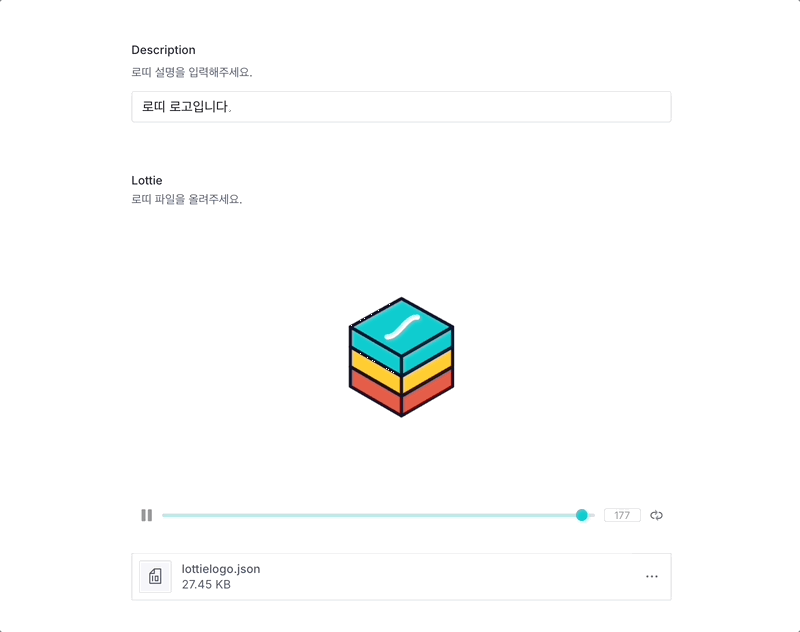 Description
로띠 설명을 입력해주세요.
로띠 로고입니다.
Lottie
로띠 파일을 올려주세요.
177
lottielogo.json
27.45 KB